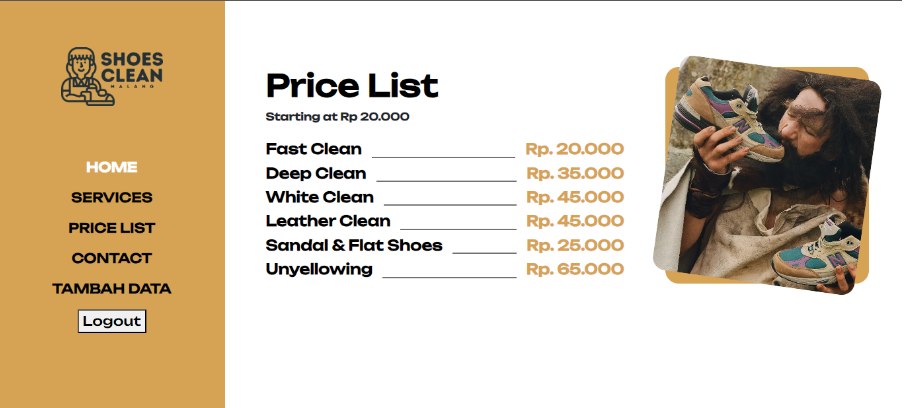 SHOES
CLEAN
MALANG
HOME
SERVICES
PRICE LIST
CONTACT
TAMBAH DATA
Logout
Price List
Starting at Rp 20.000
Fast Clean Rp. 20.000
Deep Clean Rp. 35.000
White Clean Rp. 45.000
Leather Clean Rp. 45.000
Sandal & Flat Shoes Rp. 25.000
Unyellowing Rp. 65.000